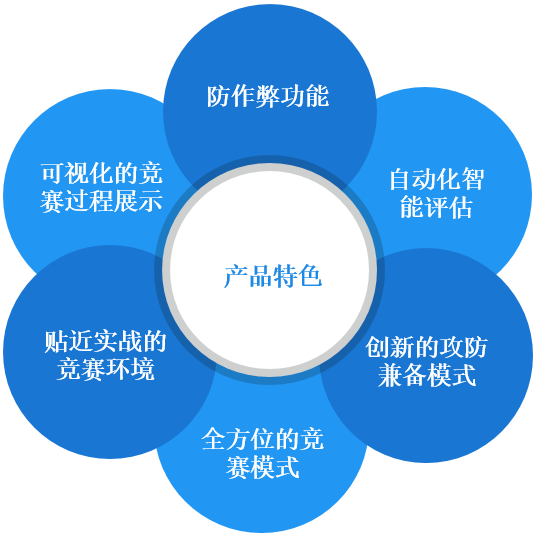 防作弊功能
可视化的竞
赛过程展示
自动化智
能评估
产品特色
贴近实战的
竞赛环境
创新的攻防
兼备模式
全方位的竞
赛模式